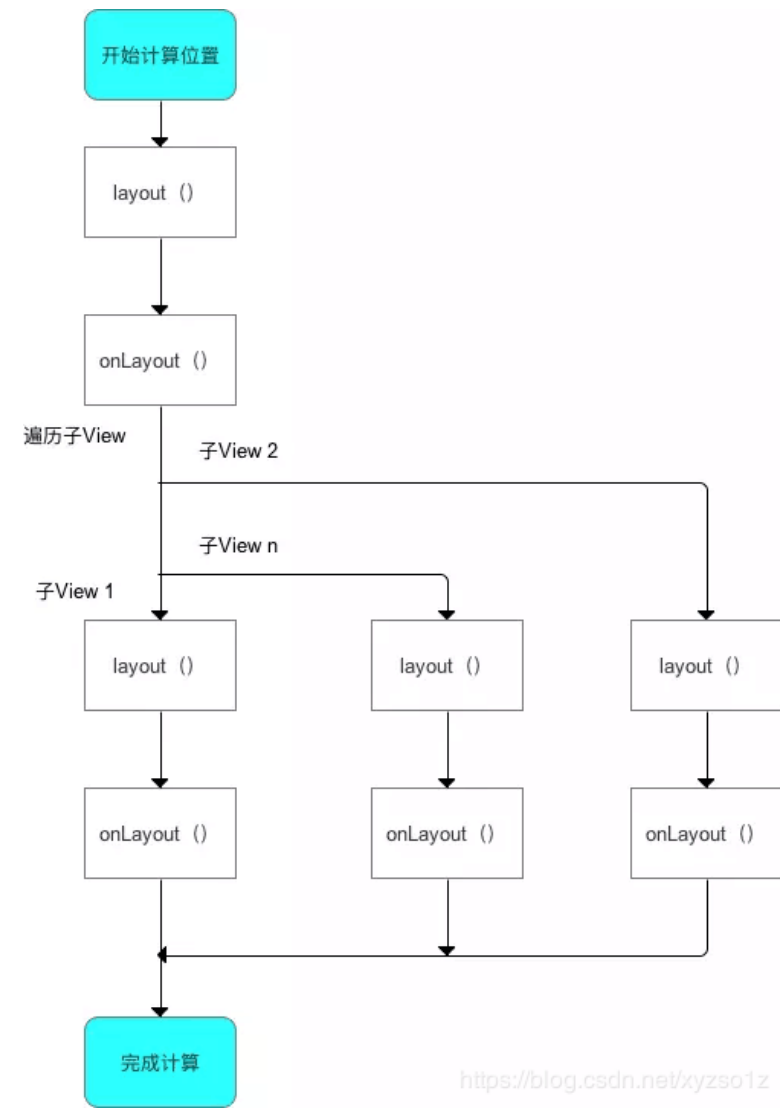 开始计算位置
layout（）
onLayout（）
遍历子View
子View 2
子View n
子View 1
layout（）
layout（）
layout（）
onLayout（）
onLayout（）
onLayout（）
完成计算
https://blog.csdn.net/xyzso1z